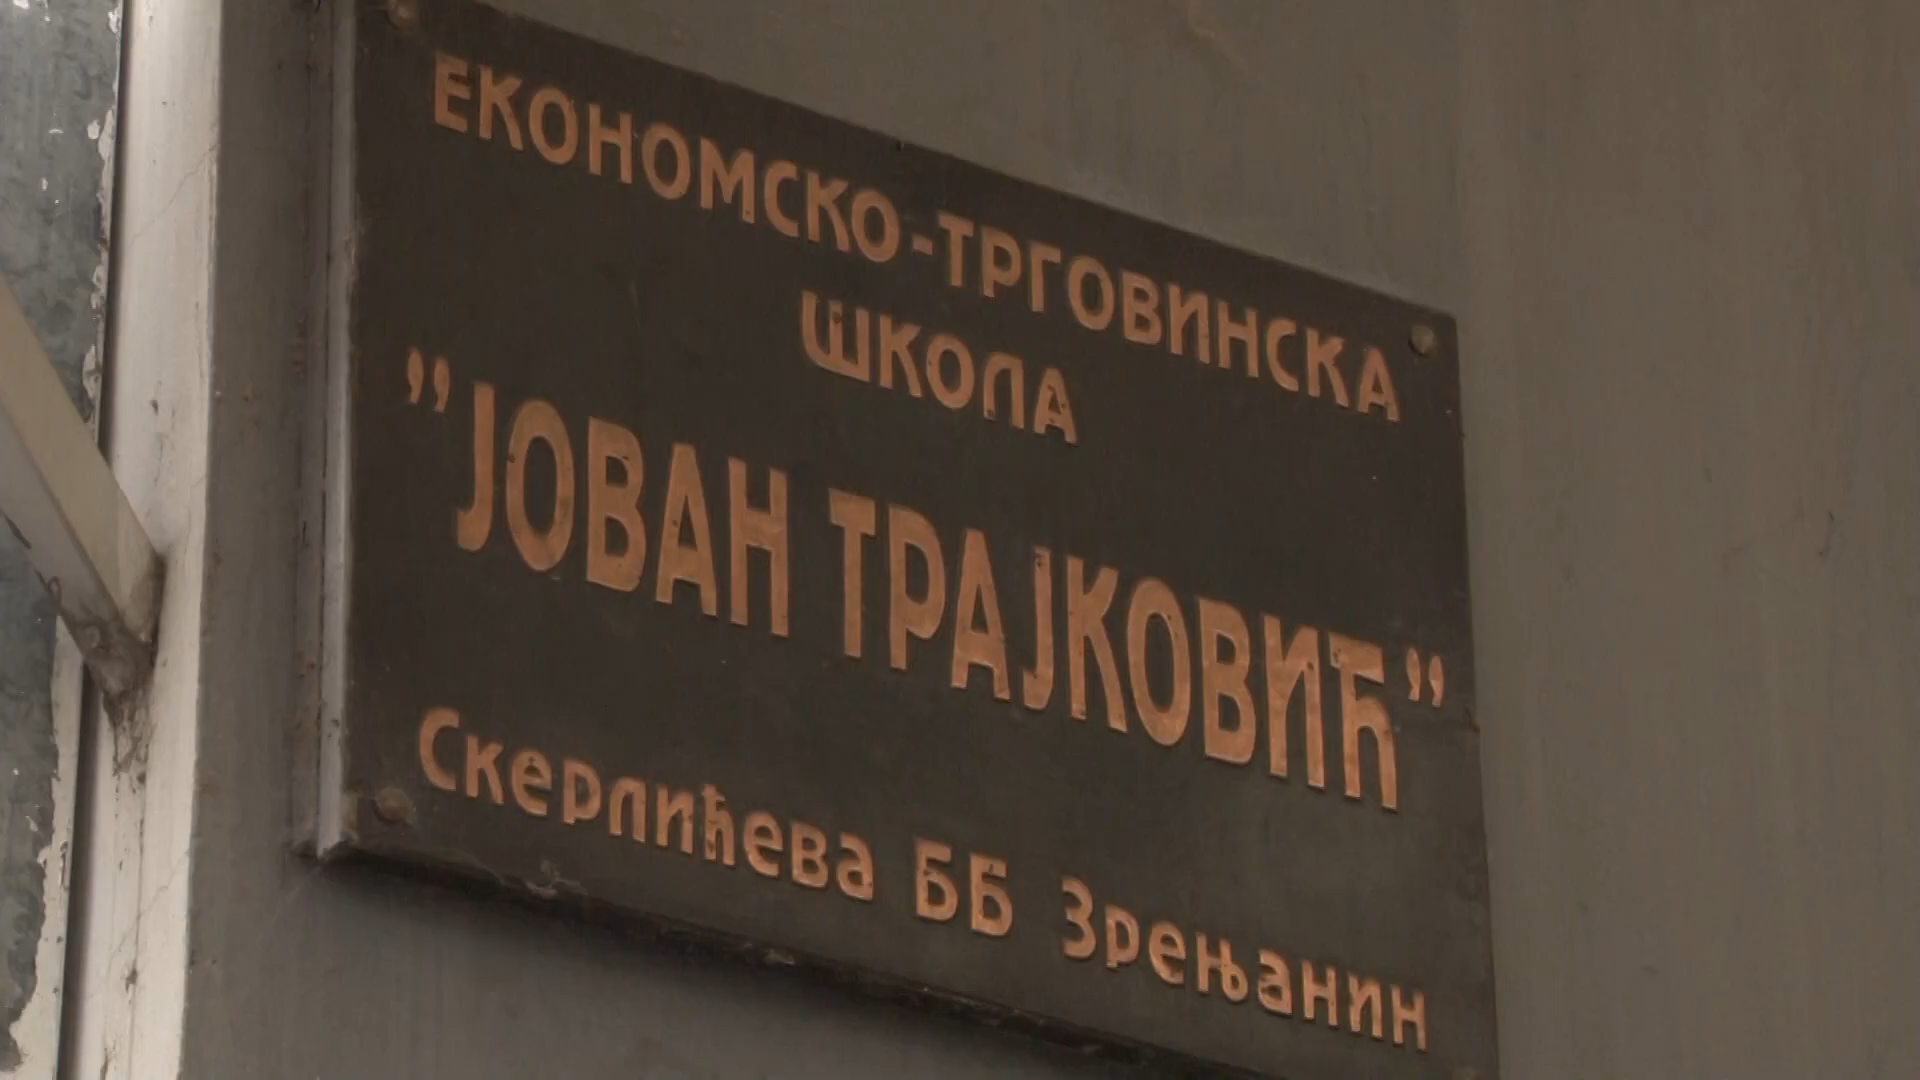 ЕКОНОМСКО-ТРГОВИНСКА
ШКОЛА
"ЈОВАН ТРАЈКОВИЋ"
Скерлићева ББ Зрењанин